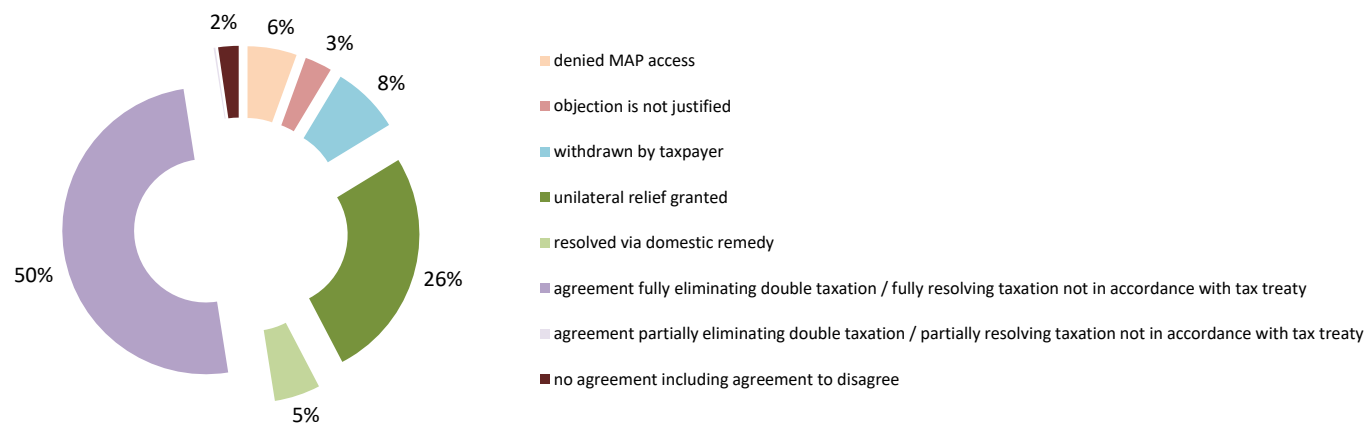 2%
6%
3%
8%
26%
5%
50%
denied MAP access
objection is not justified
withdrawn by taxpayer
unilateral relief granted
resolved via domestic remedy
agreement fully eliminating double taxation / fully resolving taxation not in accordance with tax treaty
agreement partially eliminating double taxation / partially resolving taxation not in accordance with tax treaty
no agreement including agreement to disagree